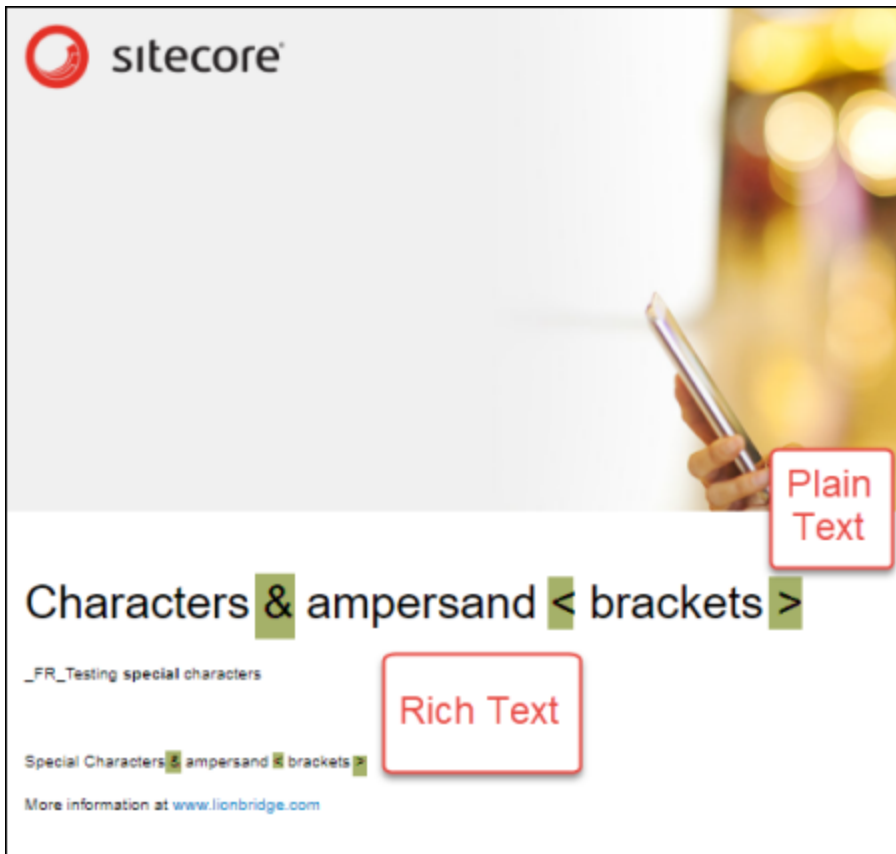 sitecore
Plain
Text
Characters & ampersand < brackets >
_FR_Testing special characters
Rich Text
Special Characters & ampersand < brackets >
More information at www.lionbridge.com